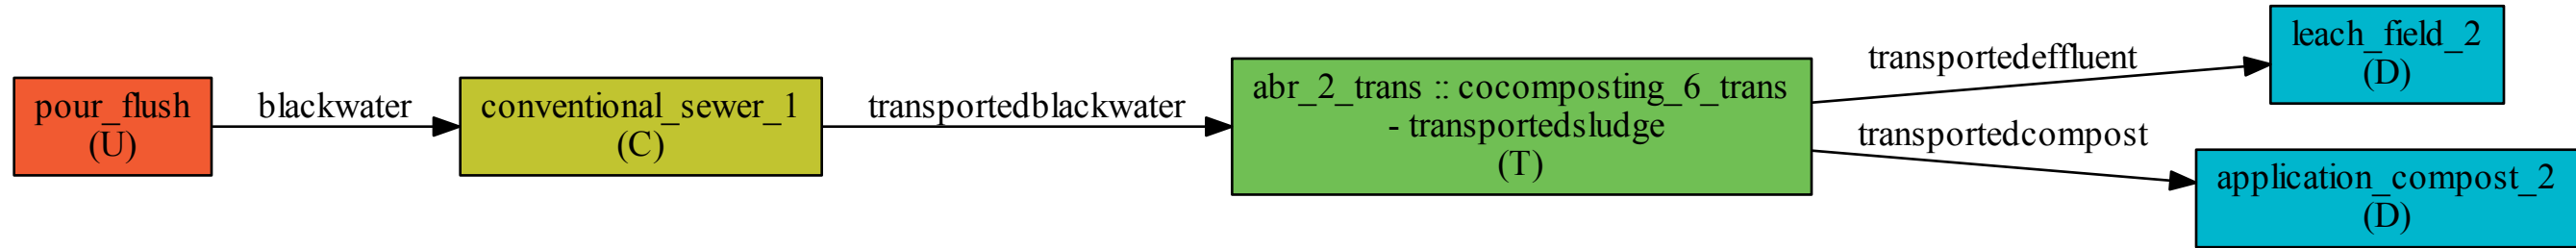 pour_flush
(U)
blackwater
conventional_sewer_1
(C)
transportedblackwater
abr_2_trans :: cocomposting_6_trans
- transportedsludge
(T)
transportedeffluent
transportedcompost
leach_field_2
(D)
application_compost_2
(D)